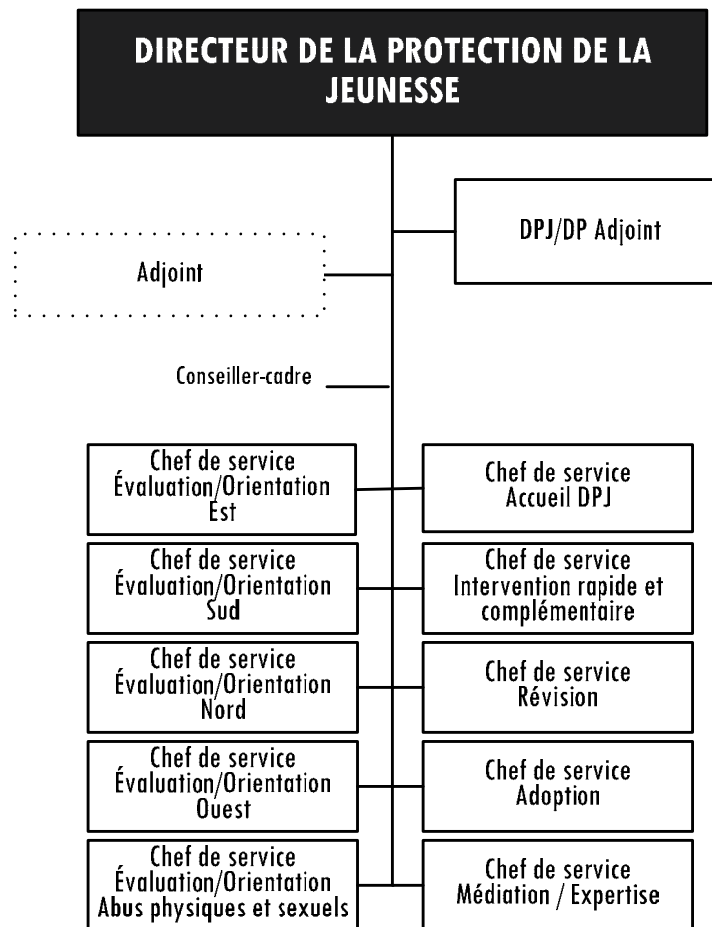 DIRECTEUR DE LA PROTECTION DE LA
JEUNESSE
DPJ/DP Adjoint
Adjoint
Conseiller-cadre
Chef de service
Évaluation/Orientation
Est
Chef de service
Accueil DPJ
Chef de service
Évaluation/Orientation
Sud
Chef de service
Intervention rapide et
complémentaire
Chef de service
Évaluation/Orientation
Nord
Chef de service
Révision
Chef de service
Évaluation/Orientation
Ouest
Chef de service
Adoption
Chef de service
Évaluation/Orientation
Abus physiques et sexuels
Chef de service
Médiation / Expertise